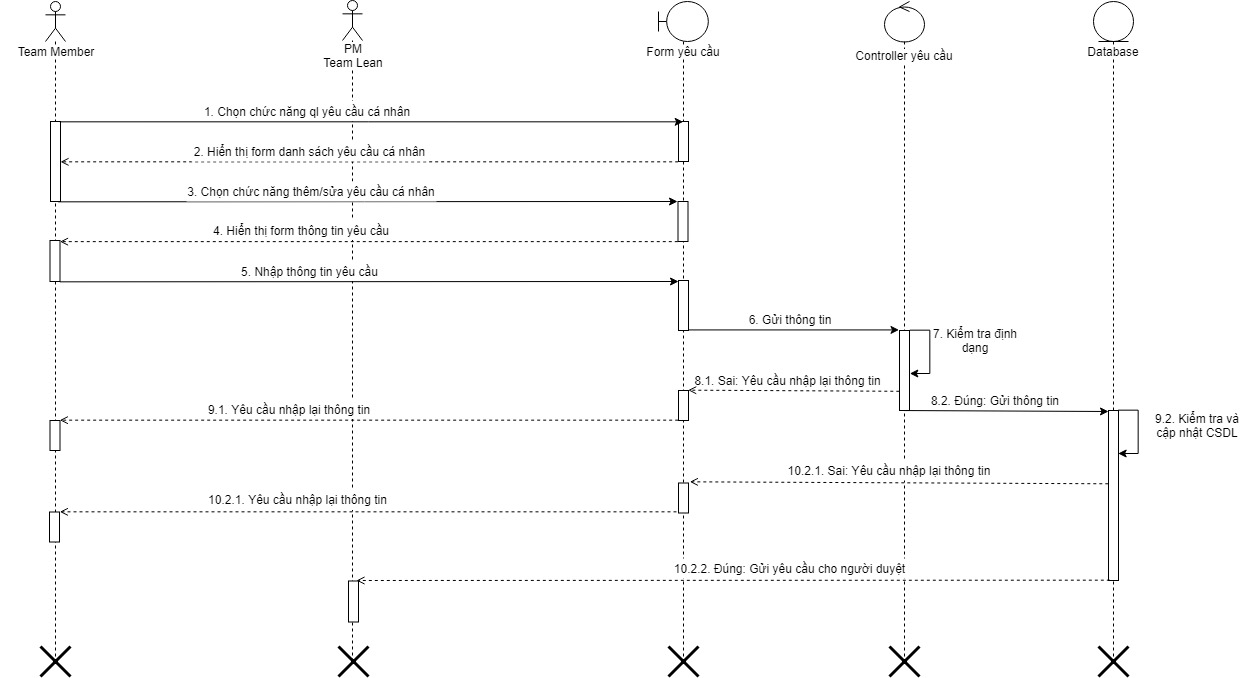 Team Member
PM
Team Lean
Form yêu cầu
Controller yêu cầu
Database
1. Chọn chức năng ql yêu cầu cá nhân
2. Hiển thị form danh sách yêu cầu cá nhân
3. Chọn chức năng thêm/sửa yêu cầu cá nhân
4. Hiển thị form thông tin yêu cầu
5. Nhập thông tin yêu cầu
6. Gửi thông tin
7. Kiểm tra định
dạng
8.1. Sai: Yêu cầu nhập lại thông tin
8.2. Đúng: Gửi thông tin
9.1. Yêu cầu nhập lại thông tin
9.2. Kiểm tra và
cập nhật CSDL
10.2.1. Sai: Yêu cầu nhập lại thông tin
10.2.1. Yêu cầu nhập lại thông tin
10.2.2. Đúng: Gửi yêu cầu cho người duyệt